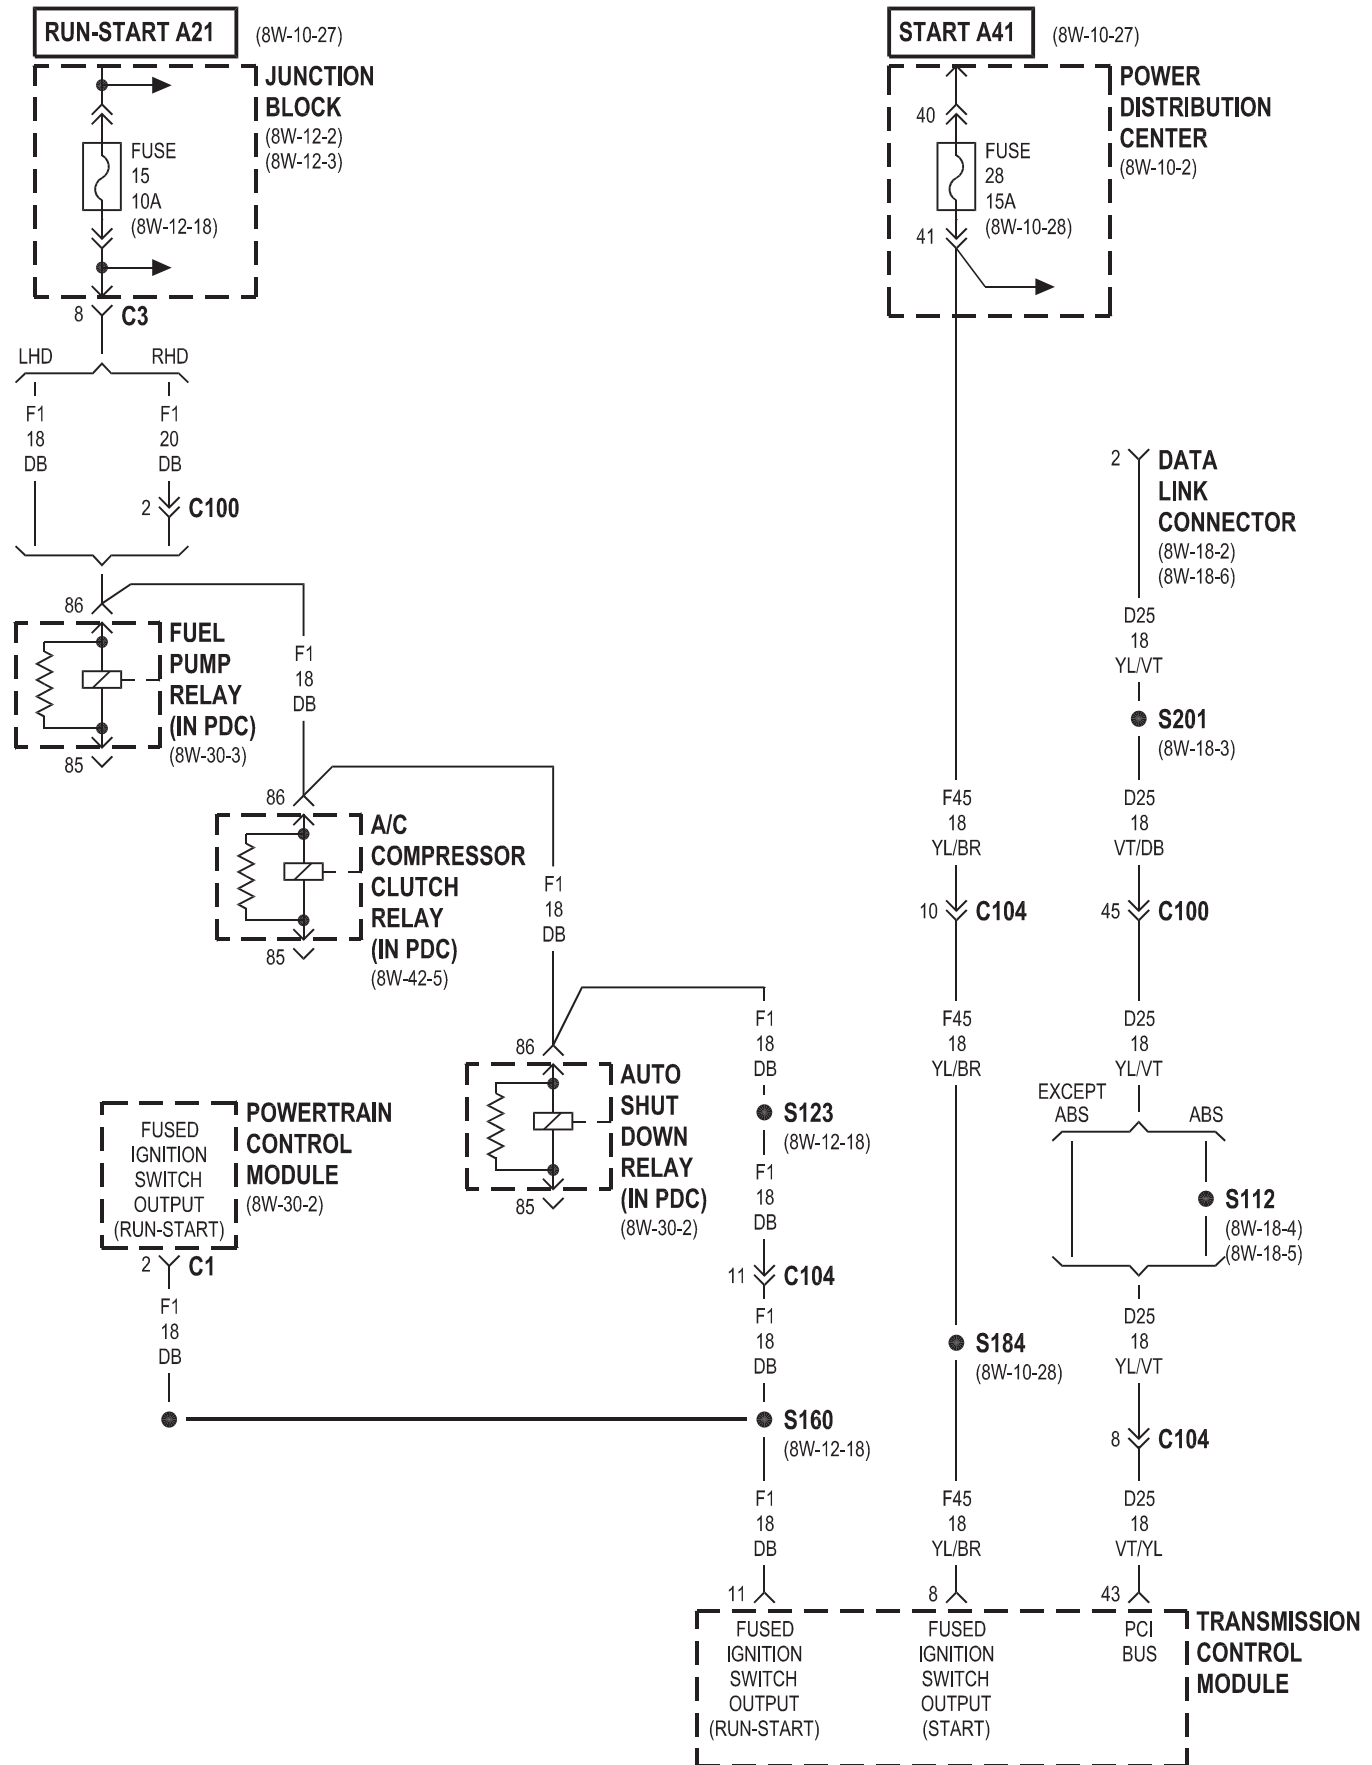 RUN-START A21
(8W-10-27)
JUNCTION
BLOCK
(8W-12-2)
(8W-12-3)
FUSE
15
10A
(8W-12-18)
8
C3
LHD
RHD
F1
18
DB
F1
20
DB
2
C100
86
FUEL
PUMP
RELAY
(IN PDC)
(8W-30-3)
85
F1
18
DB
86
A/C
COMPRESSOR
CLUTCH
RELAY
(IN PDC)
(8W-42-5)
85
F1
18
DB
86
AUTO
SHUT
DOWN
RELAY
(IN PDC)
(8W-30-2)
85
F1
18
DB
S123
(8W-12-18)
F1
18
DB
11
C104
F1
18
DB
S160
(8W-12-18)
F1
18
DB
11
FUSED
IGNITION
SWITCH
OUTPUT
(RUN-START)
POWERTRAIN
CONTROL
MODULE
(8W-30-2)
2
C1
F1
18
DB
START A41
(8W-10-27)
POWER
DISTRIBUTION
CENTER
(8W-10-2)
40
FUSE
28
15A
(8W-10-28)
41
F45
18
YL/BR
10
C104
F45
18
YL/BR
S184
(8W-10-28)
F45
18
YL/BR
8
2
DATA
LINK
CONNECTOR
(8W-18-2)
(8W-18-6)
D25
18
YL/VT
S201
(8W-18-3)
D25
18
VT/DB
45
C100
D25
18
YL/VT
EXCEPT
ABS
ABS
S112
(8W-18-4)
(8W-18-5)
D25
18
YL/VT
8
C104
D25
18
VT/YL
43
FUSED
IGNITION
SWITCH
OUTPUT
(RUN-START)
FUSED
IGNITION
SWITCH
OUTPUT
(START)
PCI
BUS
TRANSMISSION
CONTROL
MODULE